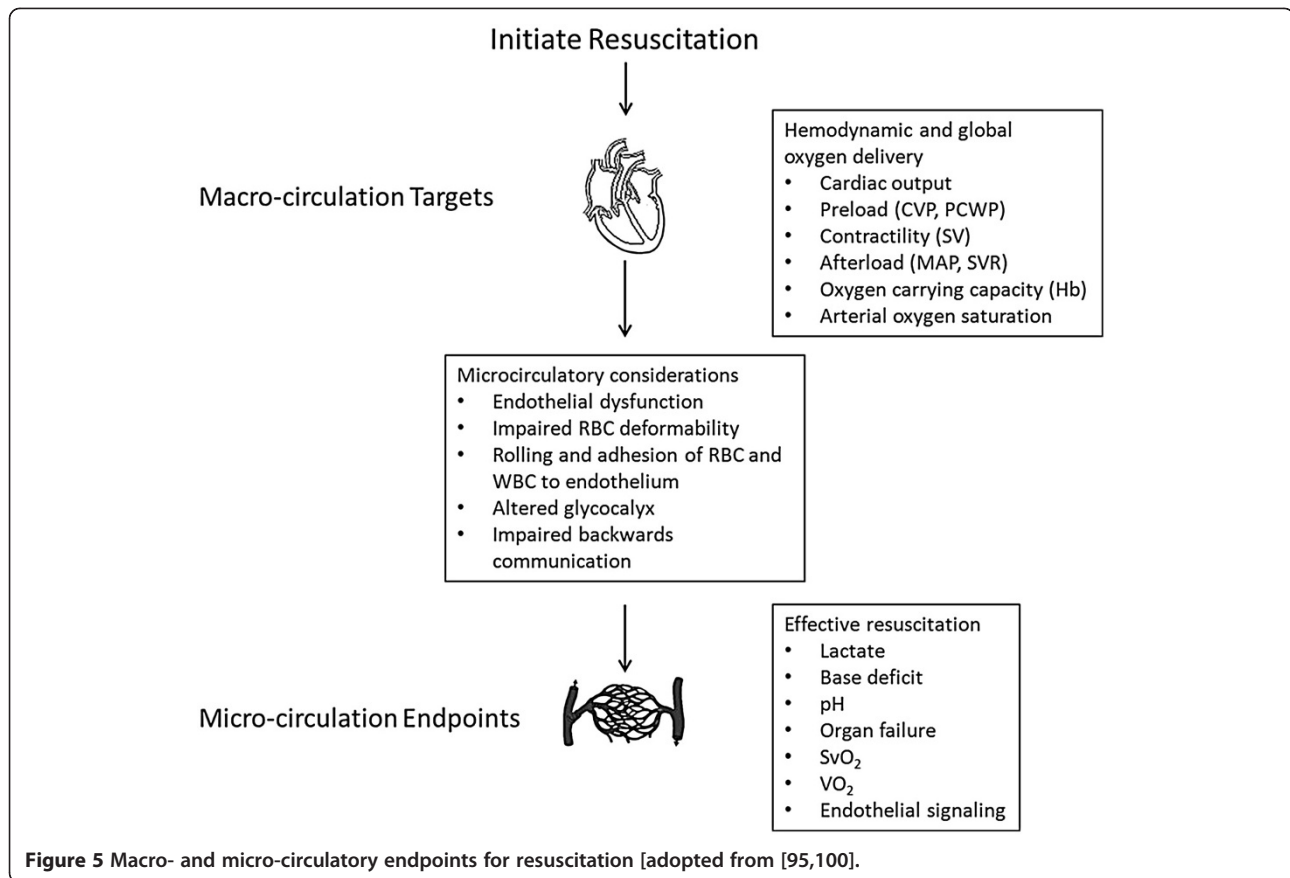 Initiate Resuscitation
Macro-circulation Targets
Hemodynamic and global
oxygen delivery
• Cardiac output
• Preload (CVP, PCWP)
• Contractility (SV)
• Afterload (MAP, SVR)
• Oxygen carrying capacity (Hb)
• Arterial oxygen saturation
Microcirculatory considerations
• Endothelial dysfunction
• Impaired RBC deformability
• Rolling and adhesion of RBC and
WBC to endothelium
• Altered glycocalyx
• Impaired backwards
communication
Micro-circulation Endpoints
Effective resuscitation
• Lactate
• Base deficit
• pH
• Organ failure
• SvO₂
• VO₂
• Endothelial signaling
Figure 5 Macro- and micro-circulatory endpoints for resuscitation [adopted from [95,100].